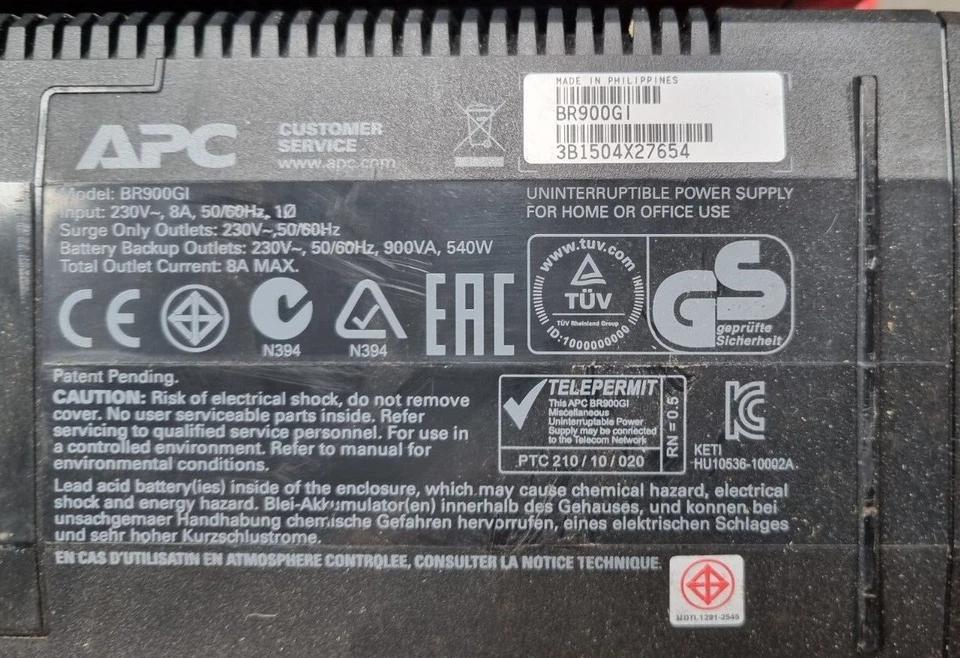 APC
CUSTOMER
SERVICE
www.apc.com
MADE IN PHILIPPINES
BR900GI
3B1504X27654
Model: BR900GI
Input: 230V~, 8A, 50/60Hz, 1Ø
Surge Only Outlets: 230V~,50/60Hz
Battery Backup Outlets: 230V~, 50/60Hz, 900VA, 540W
Total Outlet Current: 8A MAX.
UNINTERRUPTIBLE POWER SUPPLY
FOR HOME OR OFFICE USE
CE
N394
N394
EAC
www.tuv.com
TÜV
TÜV Rheinland Group
ID:1000000000
GS
geprüfte
Sicherheit
Patent Pending.
CAUTION: Risk of electrical shock, do not remove
cover. No user serviceable parts inside. Refer
servicing to qualified service personnel. For use in
a controlled environment. Refer to manual for
environmental conditions.
TELEPERMIT
This APC BR900GI
Miscellaneous
Uninterruptable Power
Supply may be connected
to the Telecom Network
RN = 0.5
PTC 210 / 10 / 020
KETI
HU10536-10092A
Lead acid battery(ies) inside of the enclosure, which may cause chemical hazard, electrical
shock and energy hazard. Blei-Akkumulator(en) innerhalb des Gehauses, und konnen bei
unsachgemaer Handhabung chemische Gefahren hervorrufen, eines elektrischen Schlages
und sehr hoher Kurzschlustrome.
EN CAS D'UTILISATIN EN ATMOSPHERE CONTROLEE, CONSULTER LA NOTICE TECHNIQUE.